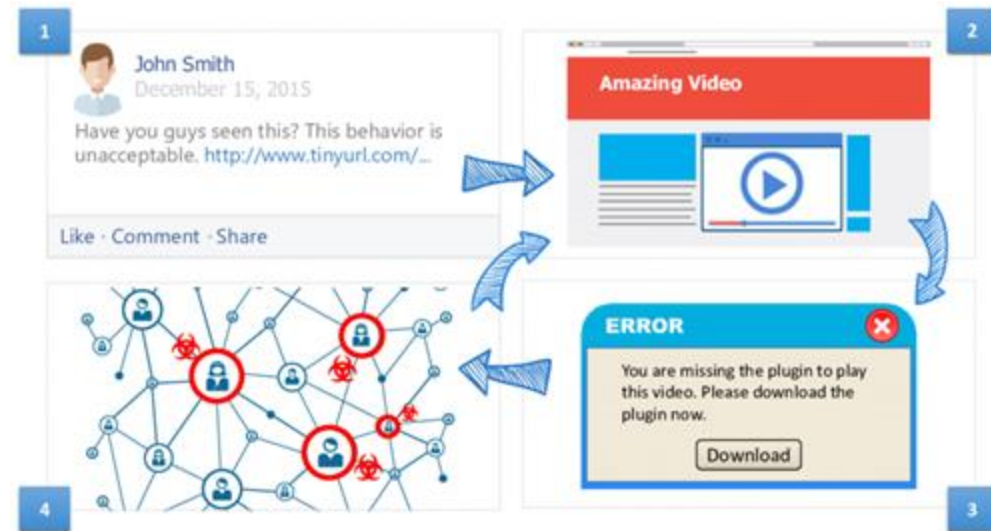 1
John Smith
December 15, 2015
Have you guys seen this? This behavior is
unacceptable. http://www.tinyurl.com/...
Like · Comment · Share
2
Amazing Video
ERROR
You are missing the plugin to play
this video. Please download the
plugin now.
Download
3
4